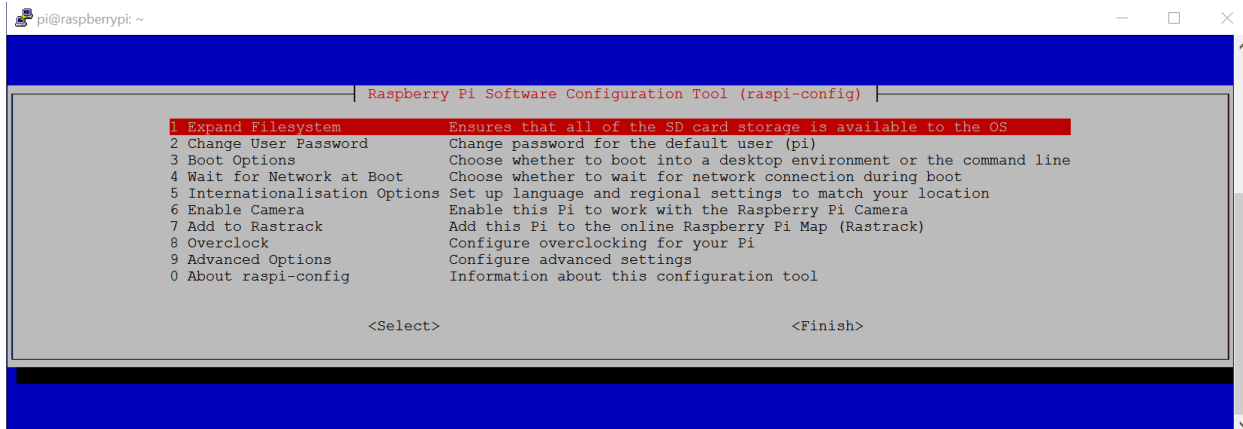 pi@raspberrypi: ~
Raspberry Pi Software Configuration Tool (raspi-config)
1 Expand Filesystem Ensures that all of the SD card storage is available to the OS
2 Change User Password Change password for the default user (pi)
3 Boot Options Choose whether to boot into a desktop environment or the command line
4 Wait for Network at Boot Choose whether to wait for network connection during boot
5 Internationalisation Options Set up language and regional settings to match your location
6 Enable Camera Enable this Pi to work with the Raspberry Pi Camera
7 Add to Rastrack Add this Pi to the online Raspberry Pi Map (Rastrack)
8 Overclock Configure overclocking for your Pi
9 Advanced Options Configure advanced settings
0 About raspi-config Information about this configuration tool
<Select> <Finish>